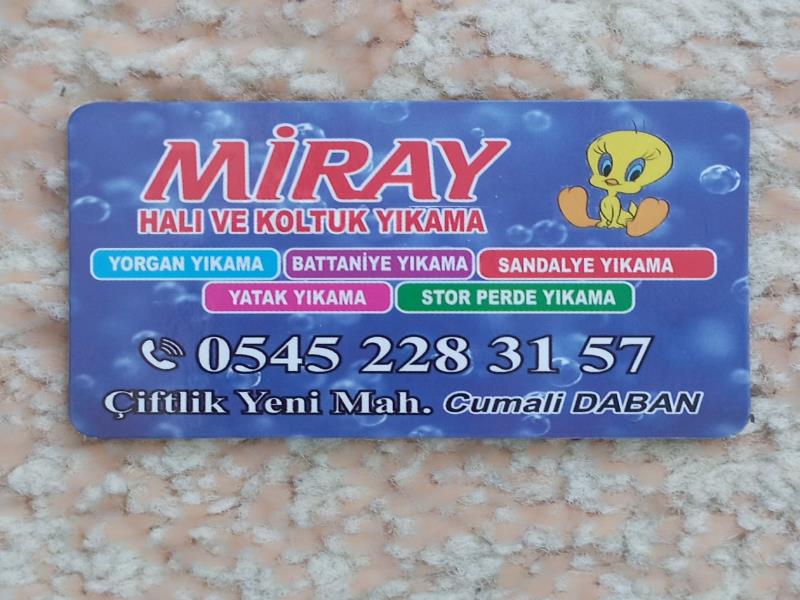 MİRAY
HALI VE KOLTUK YIKAMA
YORGAN YIKAMA BATTANİYE YIKAMA SANDALYE YIKAMA
YATAK YIKAMA STOR PERDE YIKAMA
0545 228 31 57
Çiftlik Yeni Mah. Cumali DABAN